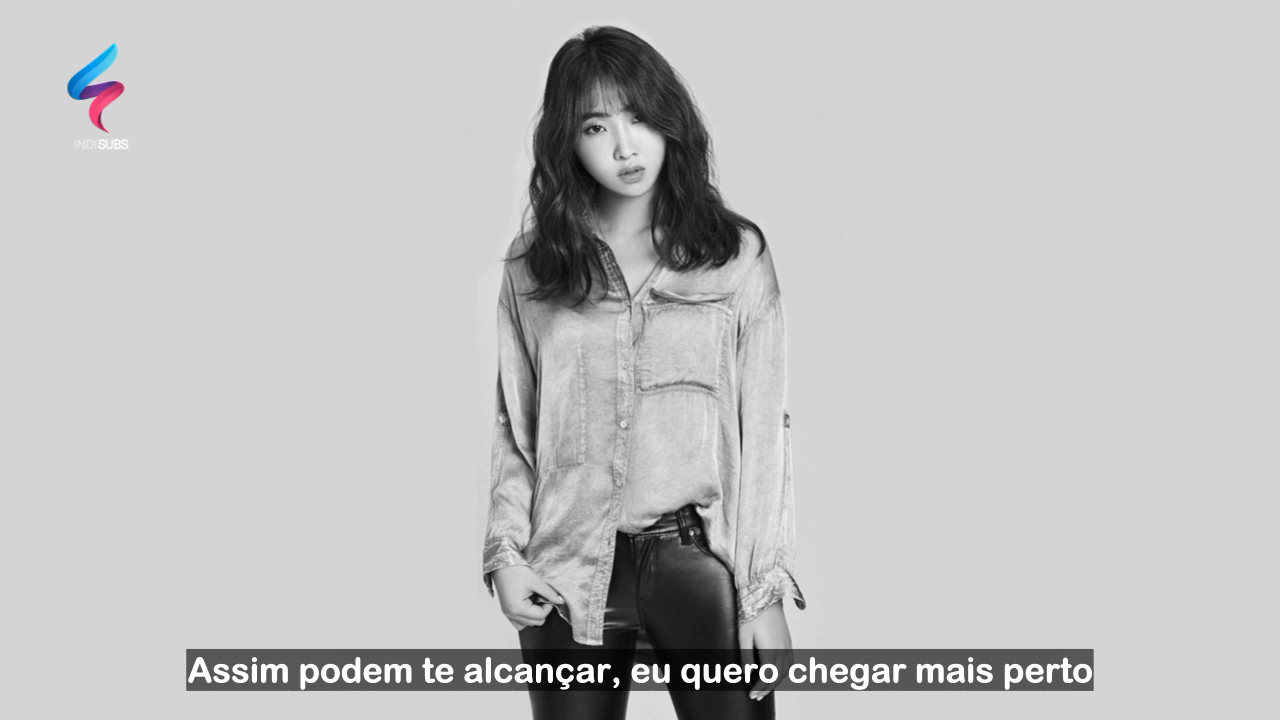 INDISUBS
Assim podem te alcançar, eu quero chegar mais perto